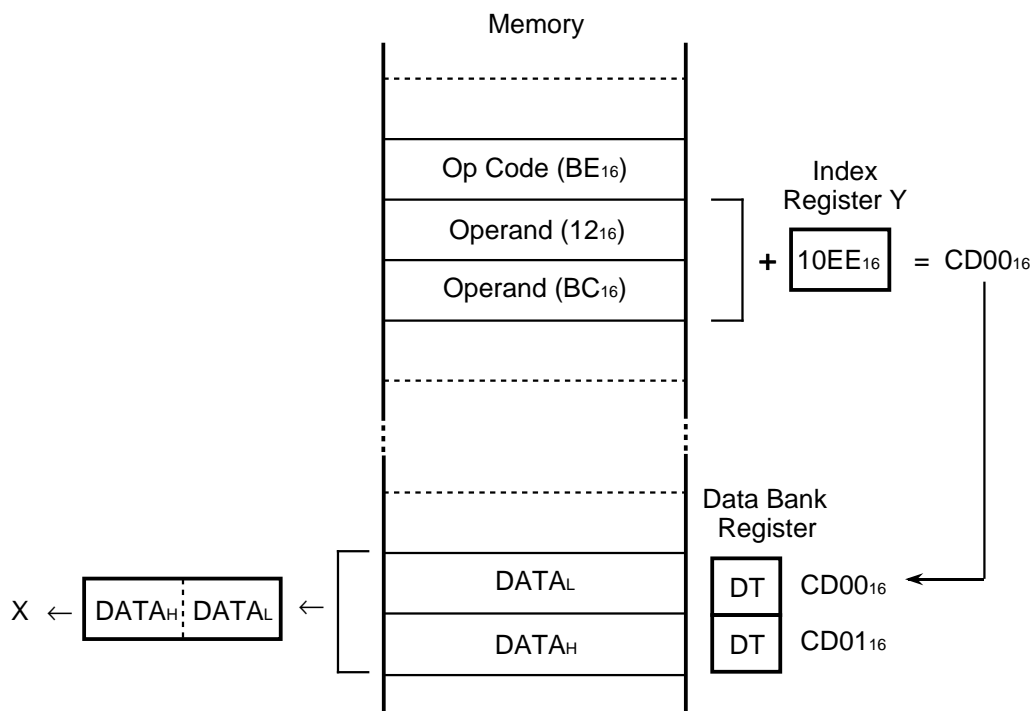 Memory
Op Code (BE16)
Index
Register Y
Operand (1216)
+ 10EE16 = CD0016
Operand (BC16)
Data Bank
Register
DATAL DT CD0016
X ← DATAH DATAL ←
DATAH DT CD0116